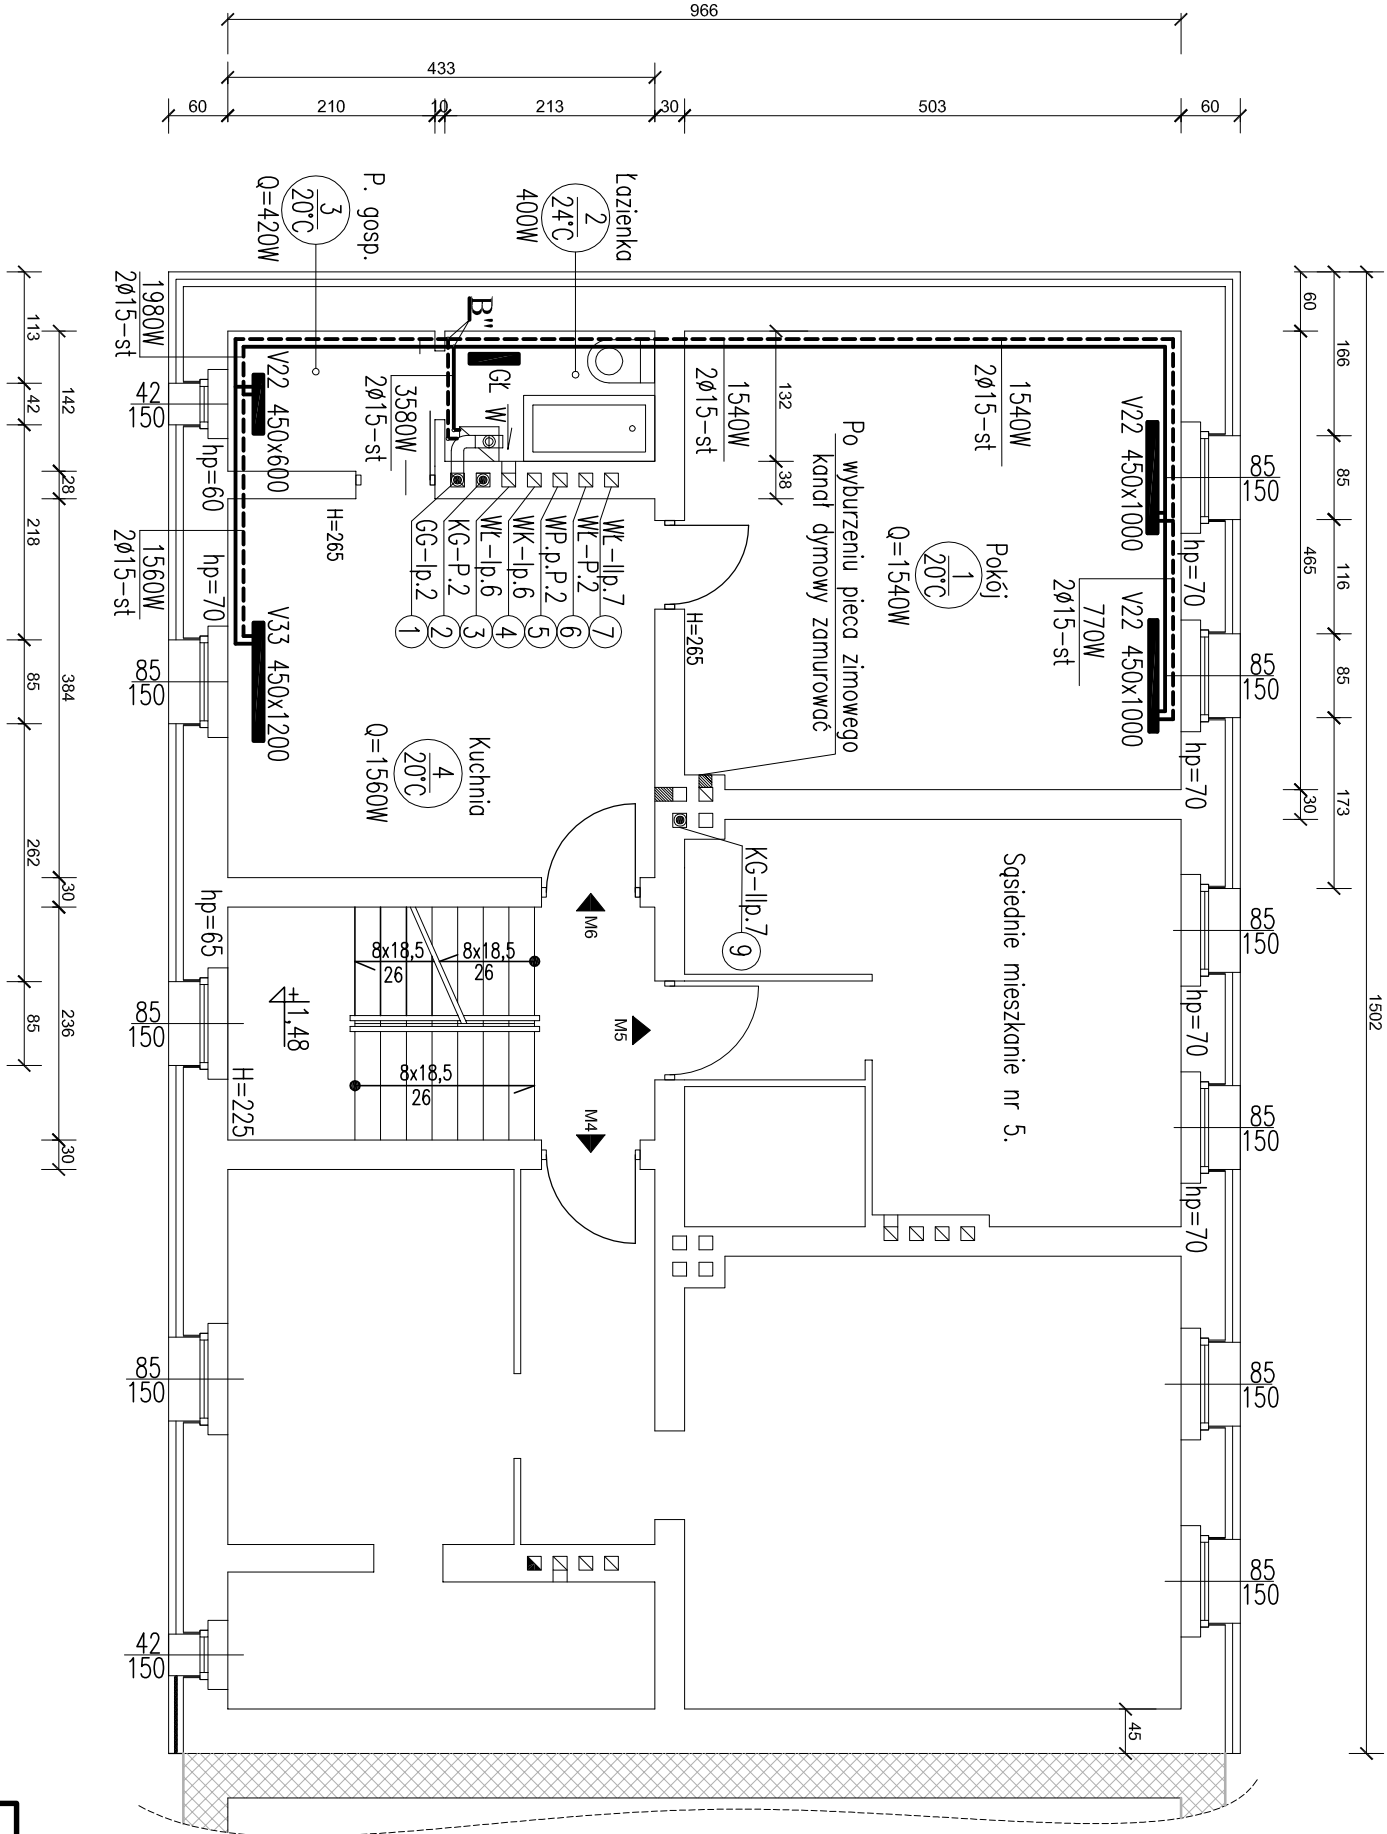 966
433
60
210
10
213
30
503
60
Łazienka
2
24°C
400W
P. gosp.
3
20°C
Q=420W
1980W
2ø15-st
1560W
2ø15-st
3580W
2ø15-st
1540W
2ø15-st
1540W
2ø15-st
770W
2ø15-st
B"
GŁ W
V22 450x600
V33 450x1200
V22 450x1000
V22 450x1000
Pokój
1
20°C
Q=1540W
Po wyburzeniu pieca zimowego
kanał dymowy zamurować
Kuchnia
4
20°C
Q=1560W
WŁ-IIp.7
WŁ-P.2
WP.p.P.2
WK-Ip.6
WŁ-Ip.6
KG-P.2
GG-Ip.2
7
6
5
4
3
2
1
KG-IIp.7
9
Sąsiednie mieszkanie nr 5.
H=265
H=265
H=225
hp=60
hp=70
hp=65
hp=70
hp=70
hp=70
hp=70
M6
M5
M4
8x18,5
26
8x18,5
26
8x18,5
26
+1,48
42
150
85
150
85
150
85
150
42
150
85
150
85
150
85
150
85
150
85
150
85
150
132
38
45
60
465
30
166
85
116
85
173
1502
142
28
384
30
236
30
113
42
218
85
262
85